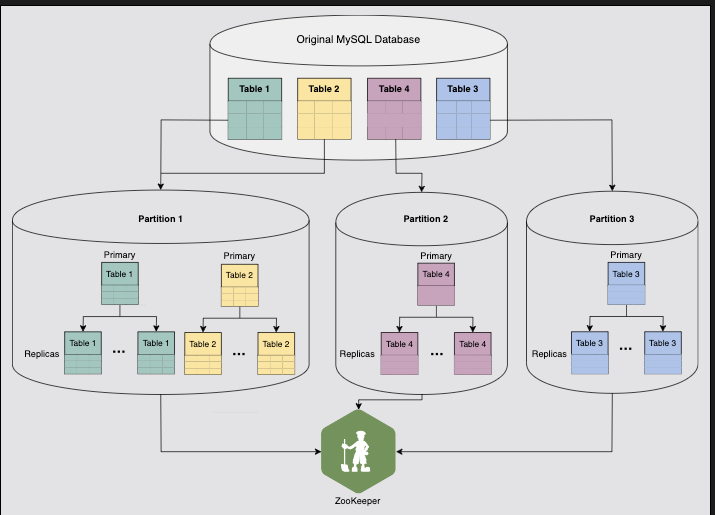 Original MySQL Database
Table 1
Table 2
Table 4
Table 3
Partition 1
Partition 2
Partition 3
Primary
Primary
Primary
Primary
Table 1
Table 2
Table 4
Table 3
Replicas
Table 1
...
Table 1
Table 2
...
Table 2
Replicas
Table 4
...
Table 4
Replicas
Table 3
...
Table 3
ZooKeeper